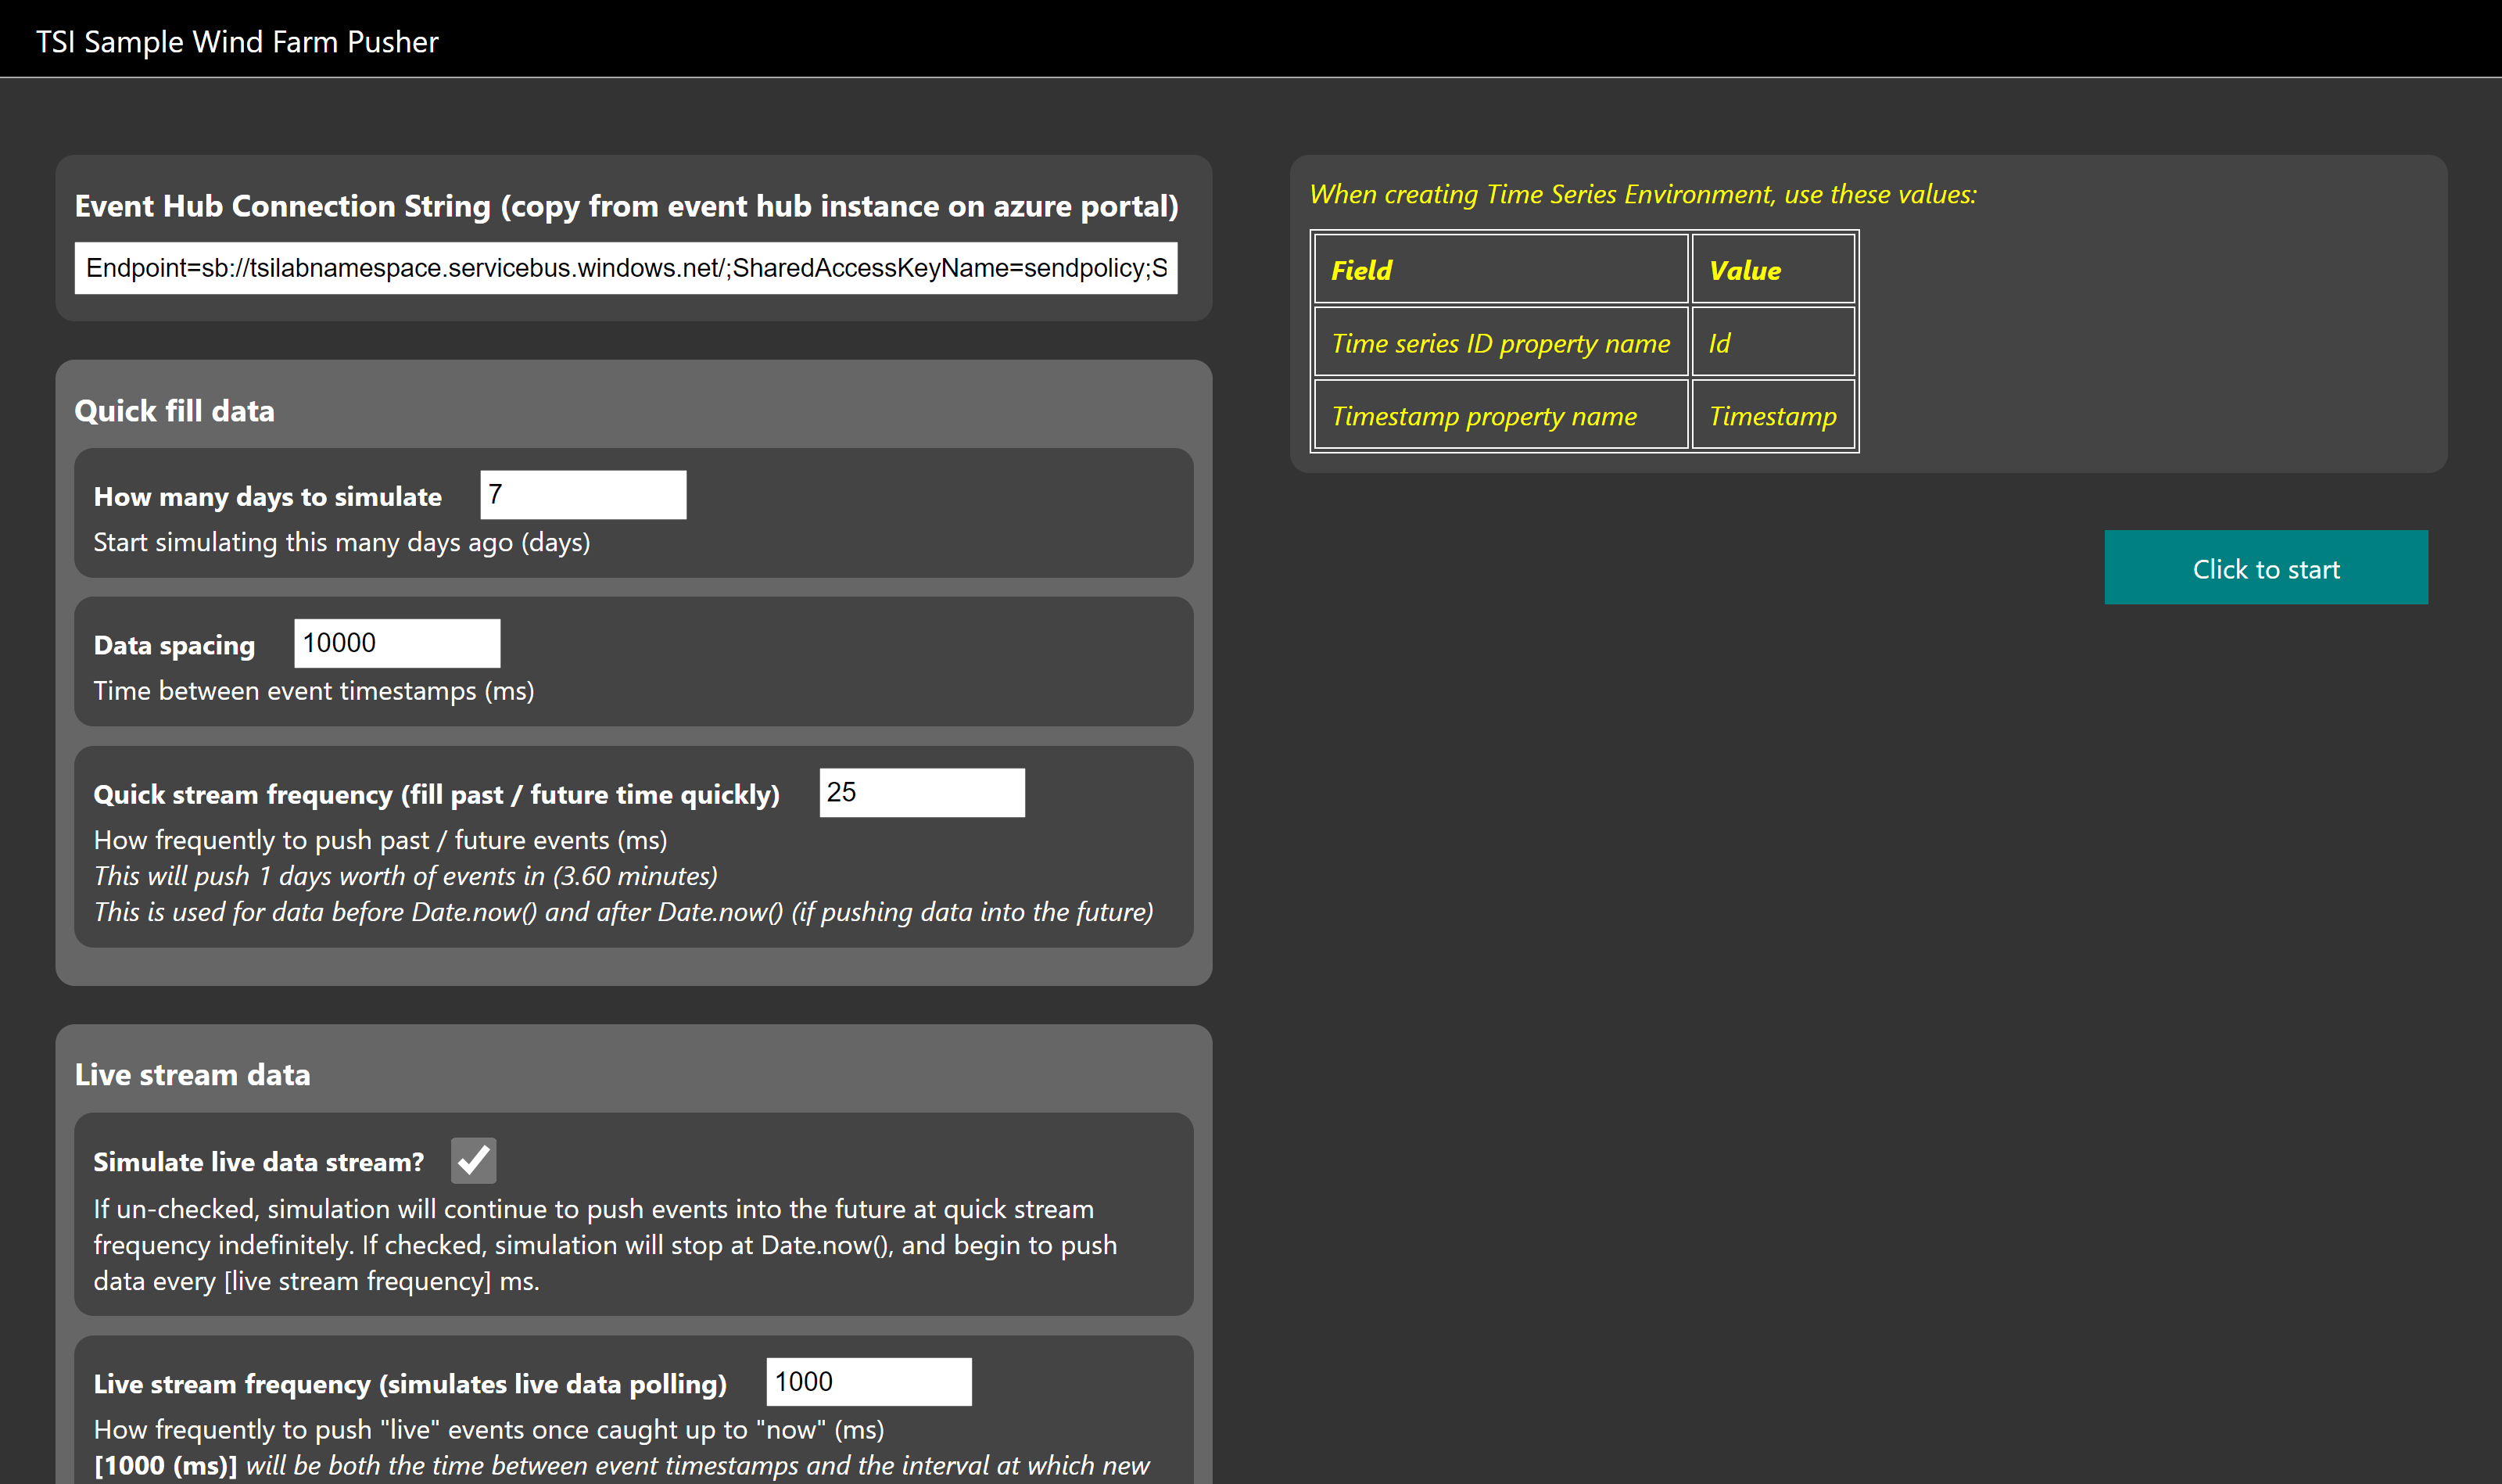 TSI Sample Wind Farm Pusher
Event Hub Connection String (copy from event hub instance on azure portal)
Endpoint=sb://tsilabnamespace.servicebus.windows.net/;SharedAccessKeyName=sendpolicy;S
Quick fill data
How many days to simulate 7
Start simulating this many days ago (days)
Data spacing 10000
Time between event timestamps (ms)
Quick stream frequency (fill past / future time quickly) 25
How frequently to push past / future events (ms)
This will push 1 days worth of events in (3.60 minutes)
This is used for data before Date.now() and after Date.now() (if pushing data into the future)
Live stream data
Simulate live data stream?
If un-checked, simulation will continue to push events into the future at quick stream
frequency indefinitely. If checked, simulation will stop at Date.now(), and begin to push
data every [live stream frequency] ms.
Live stream frequency (simulates live data polling) 1000
How frequently to push "live" events once caught up to "now" (ms)
[1000 (ms)] will be both the time between event timestamps and the interval at which new
When creating Time Series Environment, use these values:
Field Value
Time series ID property name Id
Timestamp property name Timestamp
Click to start